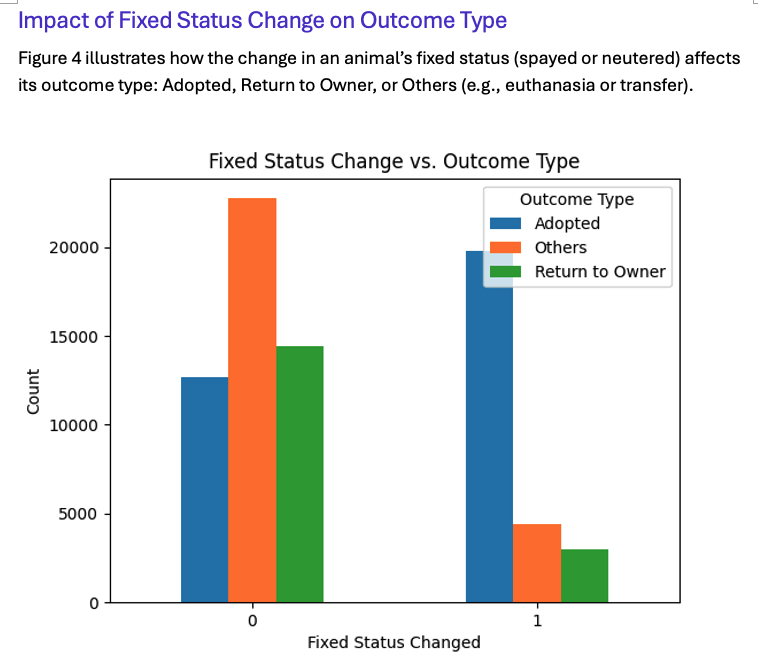 Impact of Fixed Status Change on Outcome Type
Figure 4 illustrates how the change in an animal’s fixed status (spayed or neutered) affects
its outcome type: Adopted, Return to Owner, or Others (e.g., euthanasia or transfer).
Fixed Status Change vs. Outcome Type
Outcome Type
Adopted
Others
Return to Owner
20000
15000
10000
5000
0
Count
0
1
Fixed Status Changed